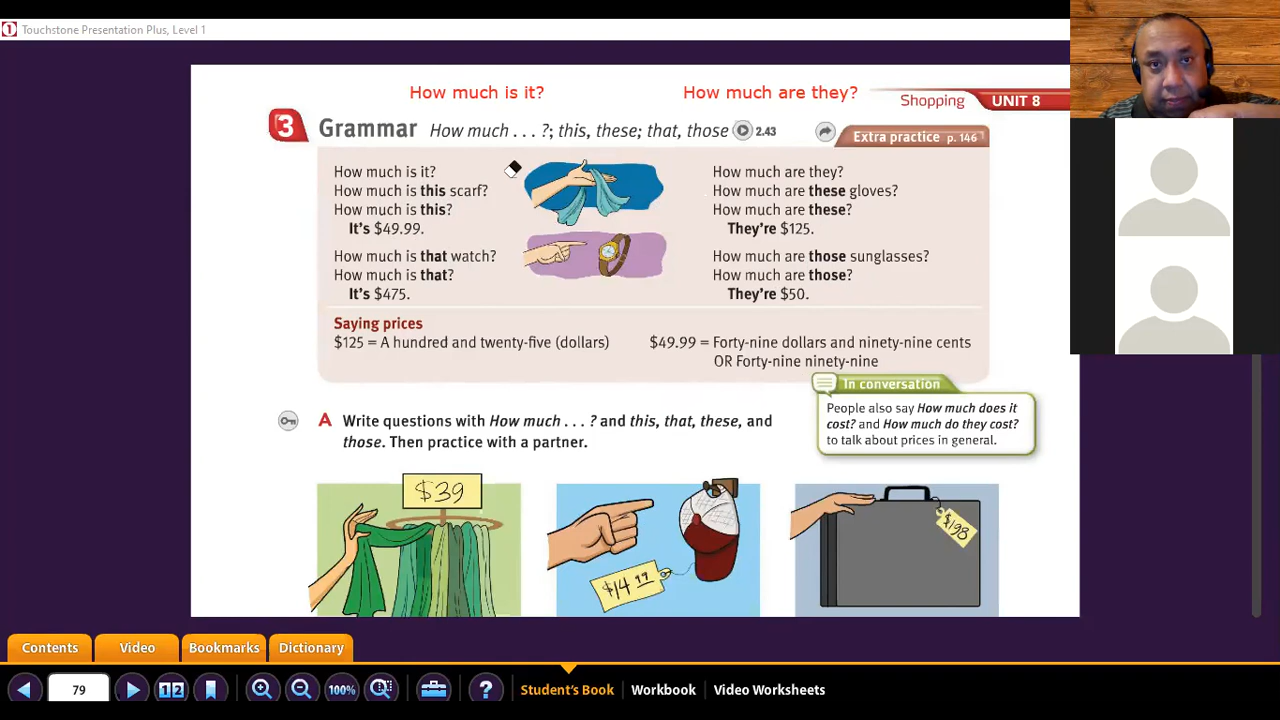 Touchstone Presentation Plus, Level 1
How much is it?
How much are they?
Shopping UNIT 8
3 Grammar How much . . . ?; this, these; that, those 2.43
Extra practice p. 146
How much is it?
How much is this scarf?
How much is this?
It's $49.99.
How much is that watch?
How much is that?
It's $475.
How much are they?
How much are these gloves?
How much are these?
They're $125.
How much are those sunglasses?
How much are those?
They're $50.
Saying prices
$125 = A hundred and twenty-five (dollars)
$49.99 = Forty-nine dollars and ninety-nine cents
OR Forty-nine ninety-nine
In conversation
People also say How much does it
cost? and How much do they cost?
to talk about prices in general.
A Write questions with How much . . . ? and this, that, these, and
those. Then practice with a partner.
$39
$14.99
$198
Contents Video Bookmarks Dictionary
79 1 2 100% ? Student's Book Workbook Video Worksheets